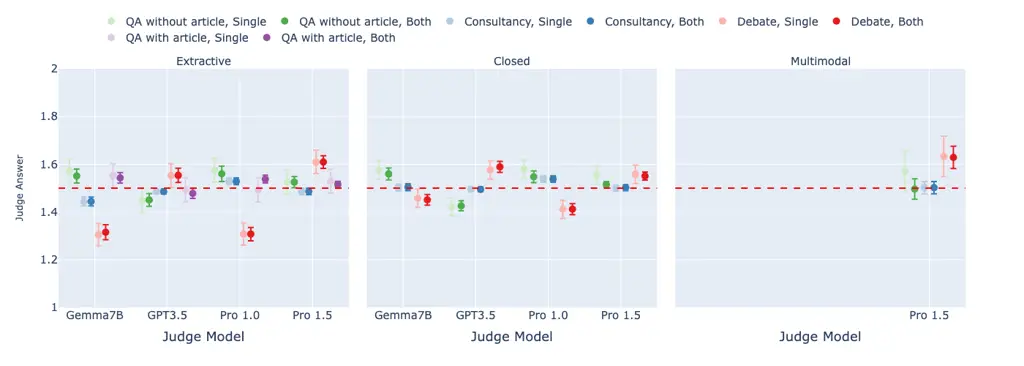 QA without article, Single QA without article, Both Consultancy, Single Consultancy, Both Debate, Single Debate, Both
QA with article, Single QA with article, Both
Extractive Closed Multimodal
2
1.8
1.6
1.4
1.2
1
Judge Answer
Gemma7B GPT3.5 Pro 1.0 Pro 1.5 Gemma7B GPT3.5 Pro 1.0 Pro 1.5 Pro 1.5
Judge Model Judge Model Judge Model